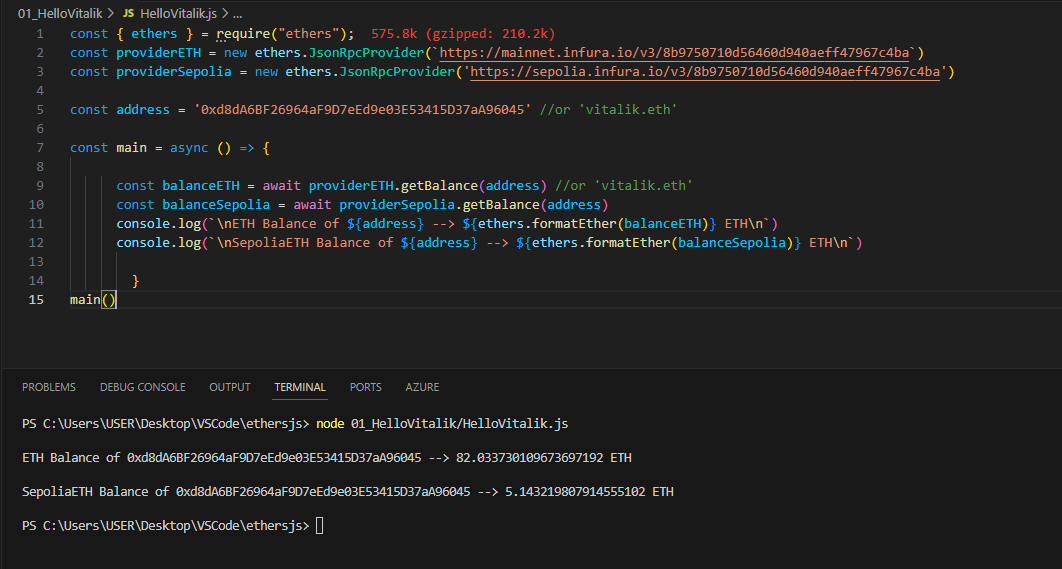 01_HelloVitalik > JS HelloVitalik.js > ...
1 const { ethers } = require("ethers"); 575.8k (gzipped: 210.2k)
2 const providerETH = new ethers.JsonRpcProvider(`https://mainnet.infura.io/v3/8b9750710d56460d940aeff47967c4ba`)
3 const providerSepolia = new ethers.JsonRpcProvider('https://sepolia.infura.io/v3/8b9750710d56460d940aeff47967c4ba')
4
5 const address = '0xd8dA6BF26964aF9D7eEd9e03E53415D37aA96045' //or 'vitalik.eth'
6
7 const main = async () => {
8
9 const balanceETH = await providerETH.getBalance(address) //or 'vitalik.eth'
10 const balanceSepolia = await providerSepolia.getBalance(address)
11 console.log(`\nETH Balance of ${address} --> ${ethers.formatEther(balanceETH)} ETH\n`)
12 console.log(`\nSepoliaETH Balance of ${address} --> ${ethers.formatEther(balanceSepolia)} ETH\n`)
13
14 }
15 main()
PROBLEMS DEBUG CONSOLE OUTPUT TERMINAL PORTS AZURE
PS C:\Users\USER\Desktop\VSCode\ethersjs> node 01_HelloVitalik/HelloVitalik.js
ETH Balance of 0xd8dA6BF26964aF9D7eEd9e03E53415D37aA96045 --> 82.033730109673697192 ETH
SepoliaETH Balance of 0xd8dA6BF26964aF9D7eEd9e03E53415D37aA96045 --> 5.143219807914555102 ETH
PS C:\Users\USER\Desktop\VSCode\ethersjs>